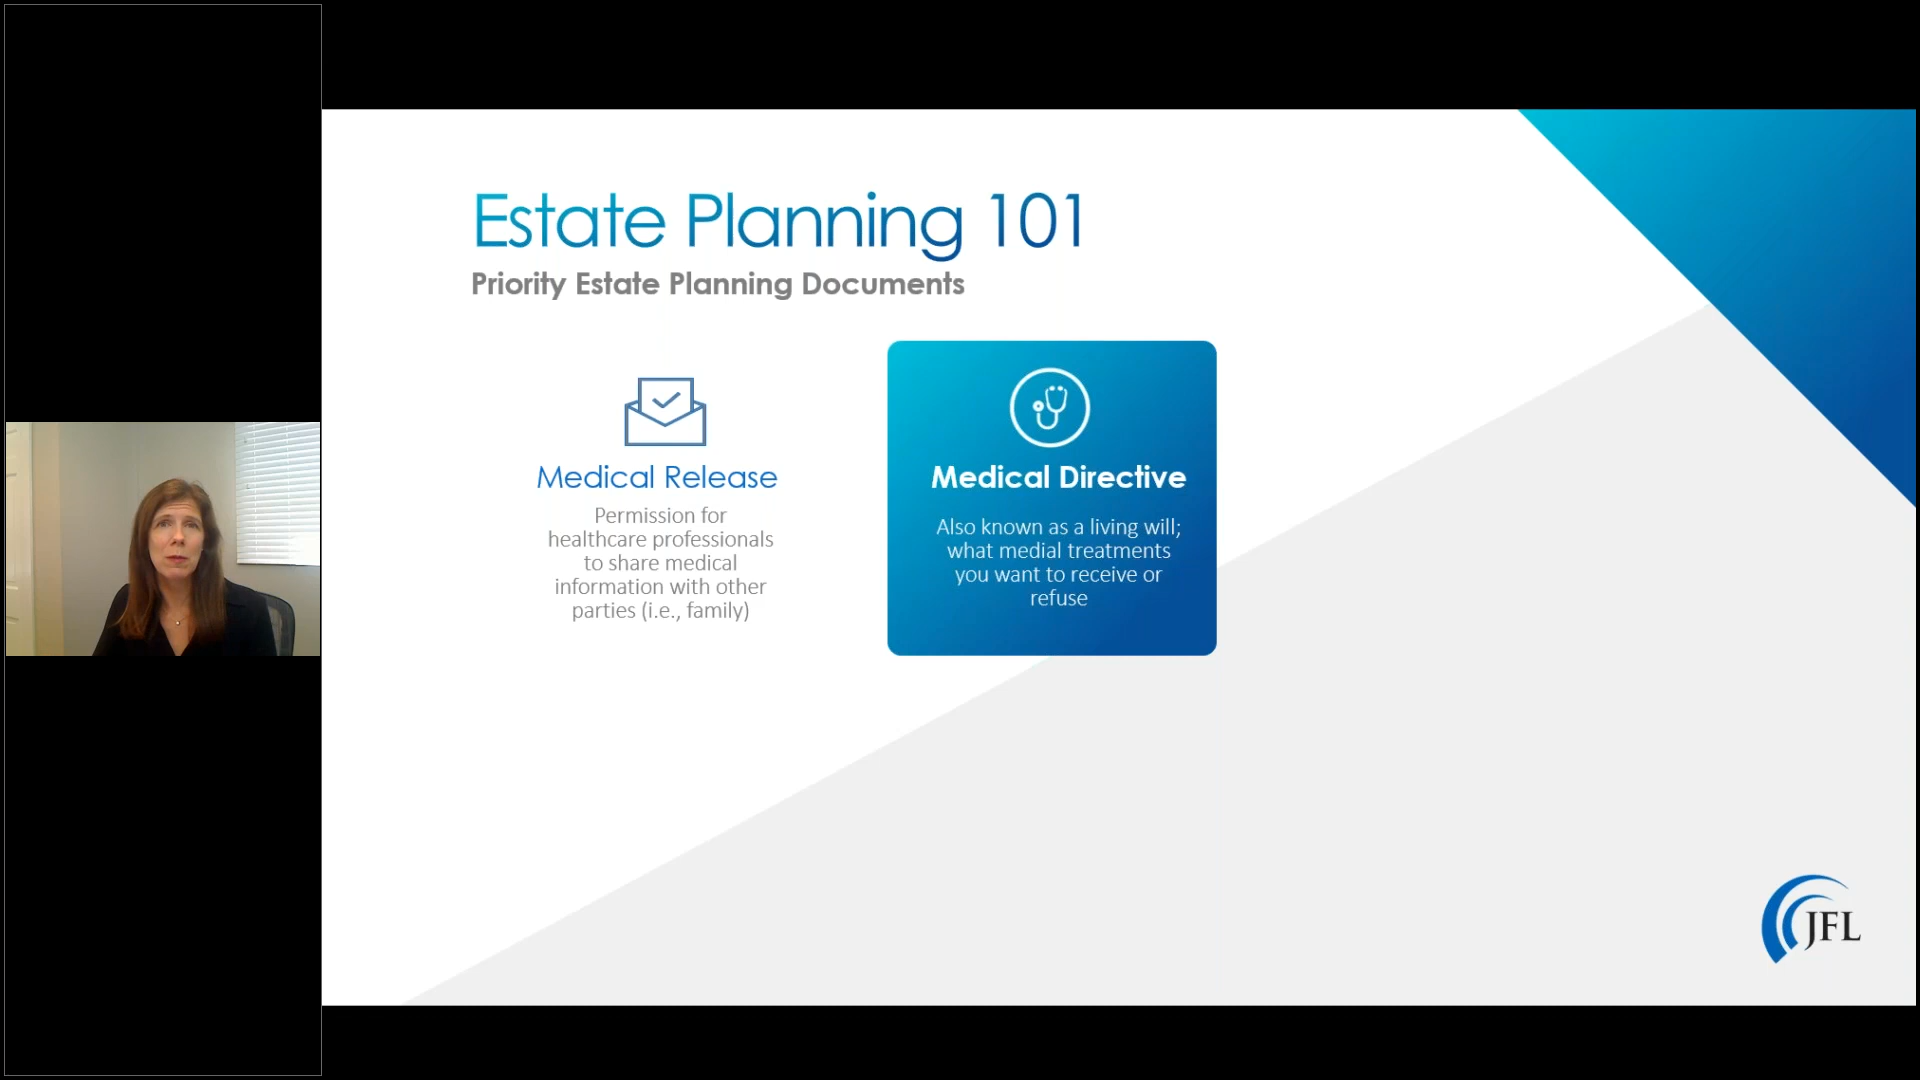 Estate Planning 101
Priority Estate Planning Documents
Medical Release
Permission for
healthcare professionals
to share medical
information with other
parties (i.e., family)
Medical Directive
Also known as a living will;
what medial treatments
you want to receive or
refuse
JFL